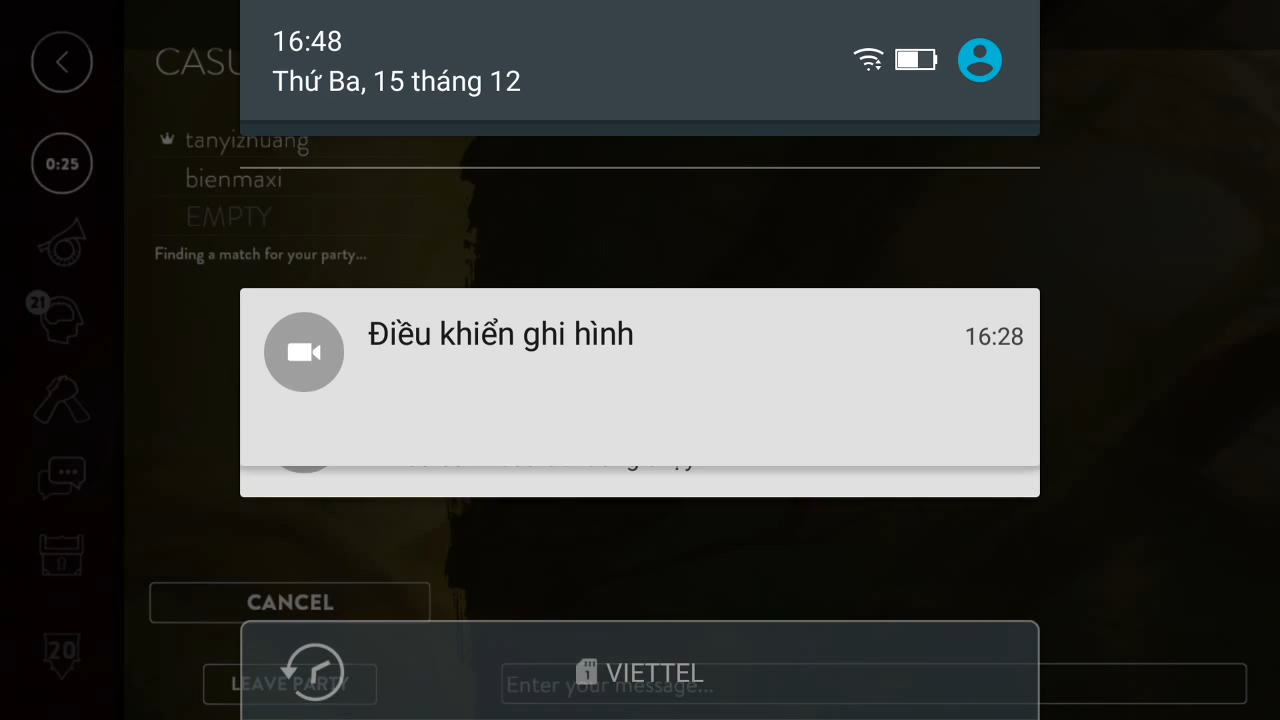 16:48
Thứ Ba, 15 tháng 12
CASU
tanyizhuang
0:25
bienmaxi
EMPTY
Finding a match for your party...
21
Điều khiển ghi hình
16:28
CANCEL
20
LEAVE PARTY
1
VIETTEL
Enter your message...